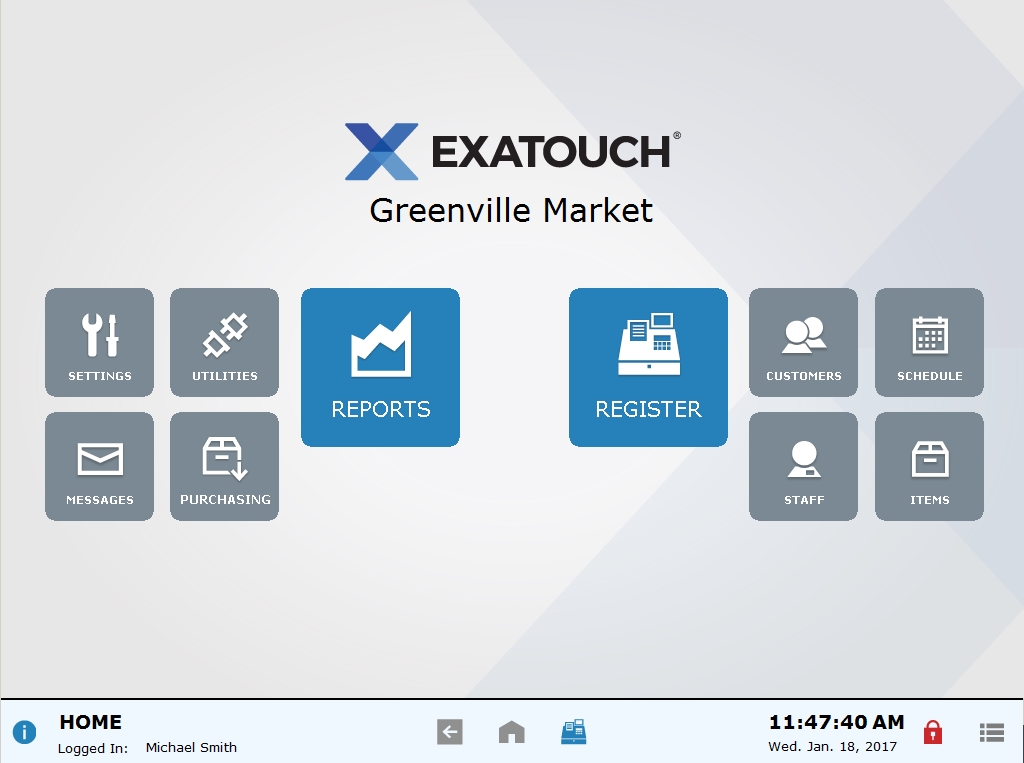 EXATOUCH®
Greenville Market
SETTINGS
UTILITIES
REPORTS
REGISTER
CUSTOMERS
SCHEDULE
MESSAGES
PURCHASING
STAFF
ITEMS
HOME
Logged In: Michael Smith
11:47:40 AM
Wed. Jan. 18, 2017